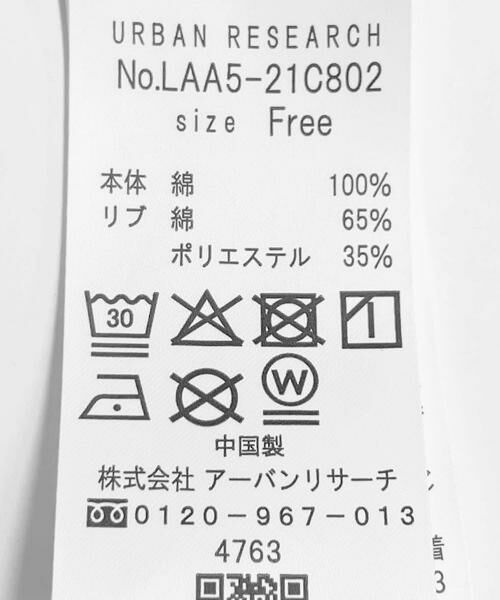 URBAN RESEARCH
No.LAA5-21C802
size Free
本体 綿 100%
リブ 綿 65%
ポリエステル 35%
30
W
中国製
株式会社 アーバンリサーチ
0120-967-013
4763
着
3